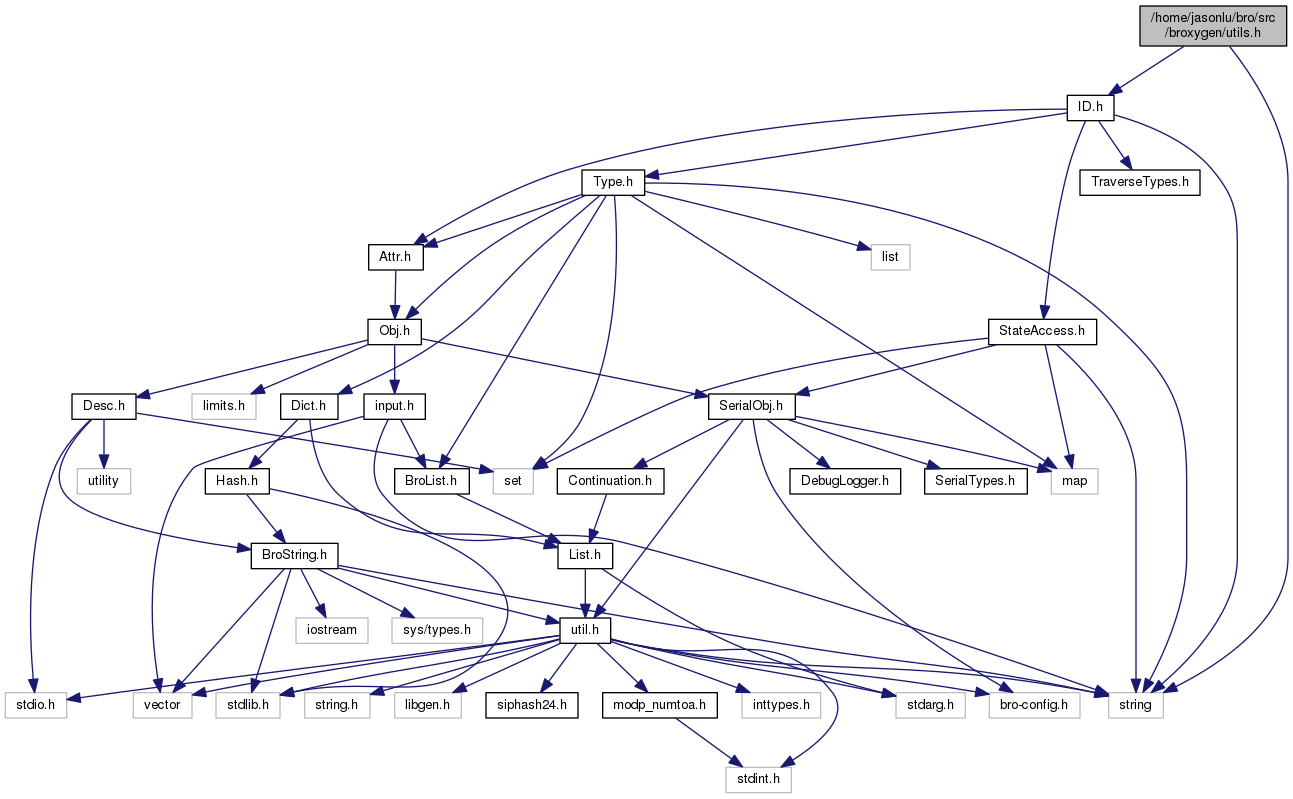 /home/jasonlu/bro/src
/broxygen/utils.h
ID.h
Type.h
TraverseTypes.h
Attr.h
list
Obj.h
StateAccess.h
Desc.h
limits.h
Dict.h
input.h
SerialObj.h
utility
Hash.h
BroList.h
set
Continuation.h
DebugLogger.h
SerialTypes.h
map
BroString.h
List.h
iostream
sys/types.h
util.h
stdio.h
vector
stdlib.h
string.h
libgen.h
siphash24.h
modp_numtoa.h
inttypes.h
stdarg.h
bro-config.h
string
stdint.h